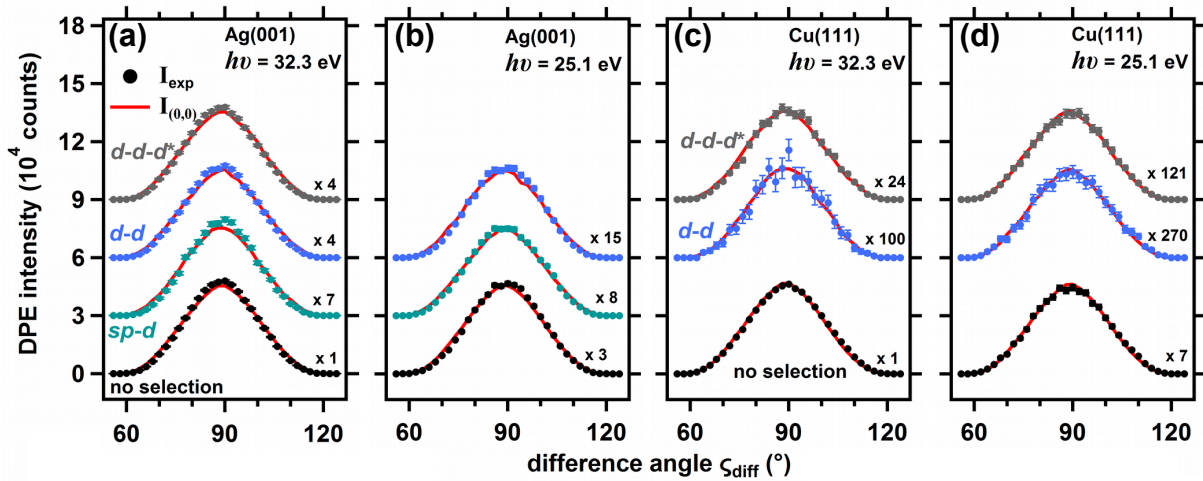 DPE intensity (10⁴ counts)
18
15
12
9
6
3
0
(a)
Ag(001)
hυ = 32.3 eV
I_exp
I_(0,0)
d-d-d*
x 4
d-d
x 4
sp-d
x 7
x 1
no selection
60
90
120
(b)
Ag(001)
hυ = 25.1 eV
x 15
x 8
x 3
60
90
120
(c)
Cu(111)
hυ = 32.3 eV
d-d-d*
x 24
d-d
x 100
x 1
no selection
60
90
120
(d)
Cu(111)
hυ = 25.1 eV
x 121
x 270
x 7
60
90
120
difference angle ς_diff (°)